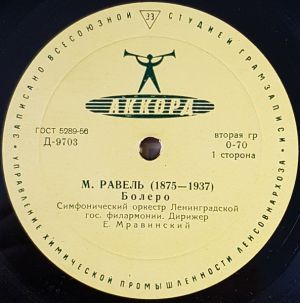 ЗАПИСАНО ВСЕСОЮЗНОЙ СТУДИЕЙ ГРАМЗАПИСИ
33
АККОРД
ГОСТ 5289-56
Д-9703
вторая гр
0-70
1 сторона
М. РАВЕЛЬ (1875—1937)
Болеро
Симфонический оркестр Ленинградской
гос. филармонии. Дирижер
Е. Мравинский
УПРАВЛЕНИЕ ХИМИЧЕСКОЙ ПРОМЫШЛЕННОСТИ ЛЕНСОВНАРХОЗА